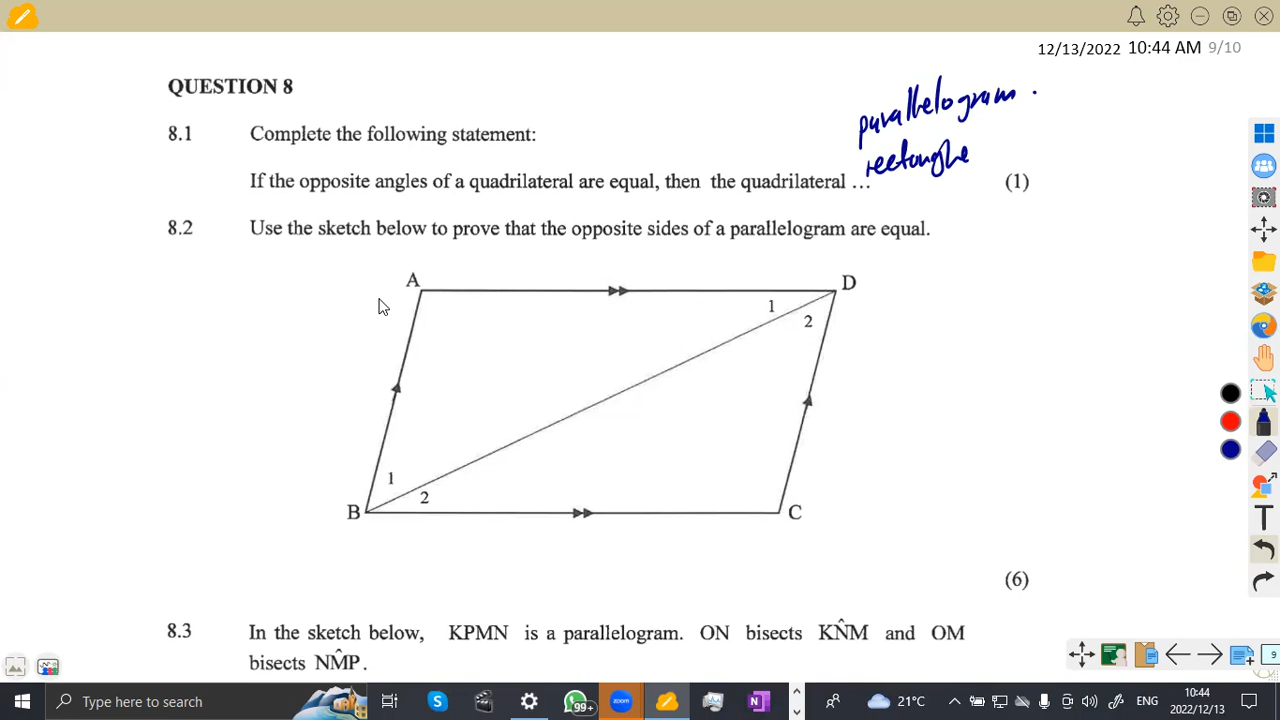 12/13/2022 10:44 AM 9/10
QUESTION 8
parallelogram.
8.1 Complete the following statement:
rectangle
If the opposite angles of a quadrilateral are equal, then the quadrilateral … (1)
8.2 Use the sketch below to prove that the opposite sides of a parallelogram are equal.
A D
1
2
1
2
B C
(6)
8.3 In the sketch below, KPMN is a parallelogram. ON bisects KN̂M and OM
bisects NM̂P.
T
9
Type here to search
99+
zoom
21°C
ENG
10:44
2022/12/13